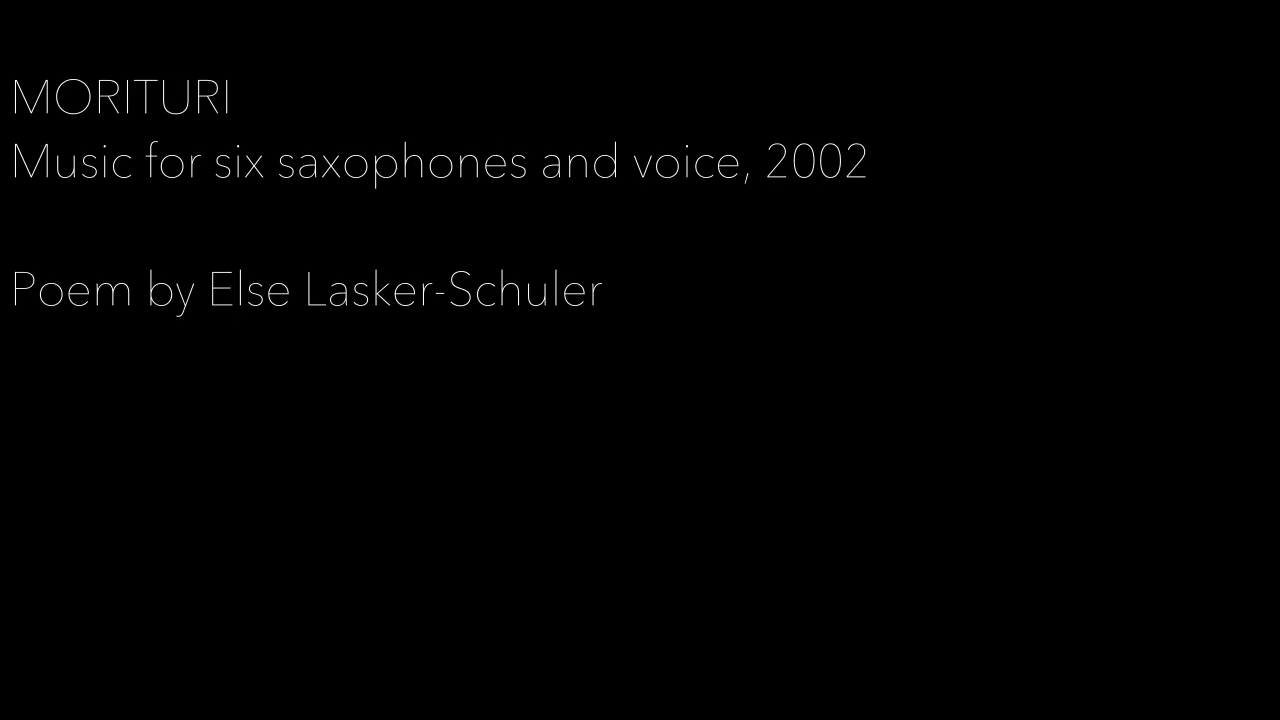 MORITURI
Music for six saxophones and voice, 2002
Poem by Else Lasker-Schuler